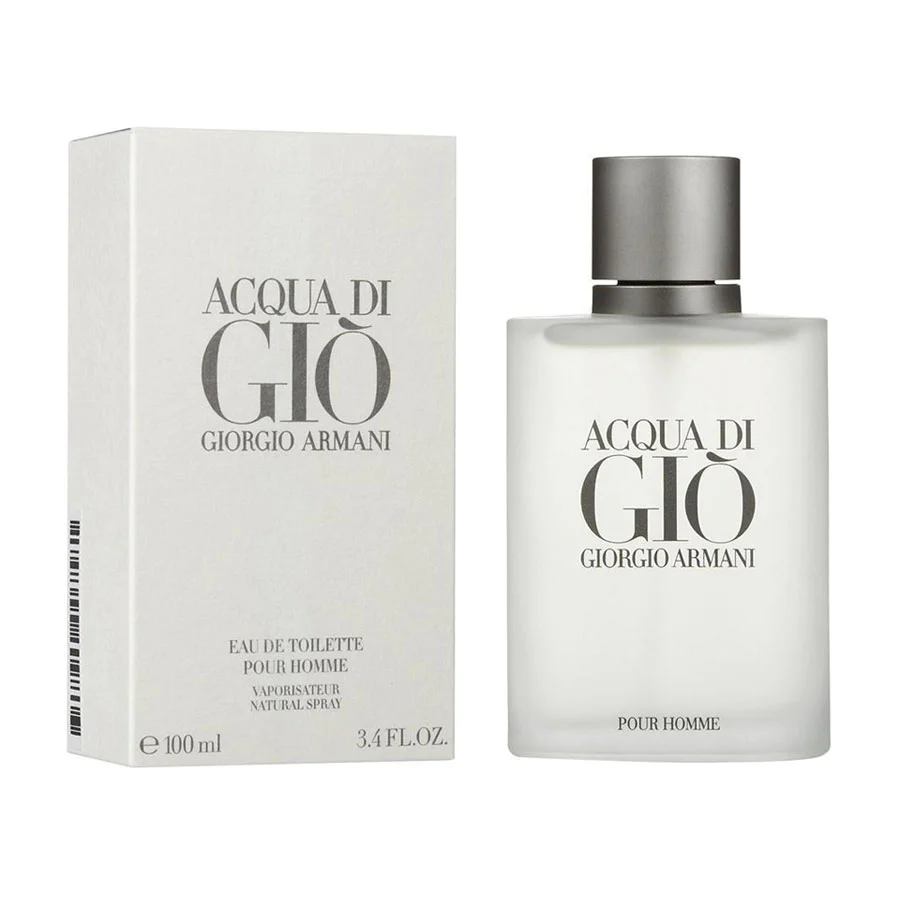 ACQUA DI
GIÒ
GIORGIO ARMANI
EAU DE TOILETTE
POUR HOMME
VAPORISATEUR
NATURAL SPRAY
℮ 100 ml
3.4 FL.OZ.
ACQUA DI
GIÒ
GIORGIO ARMANI
POUR HOMME